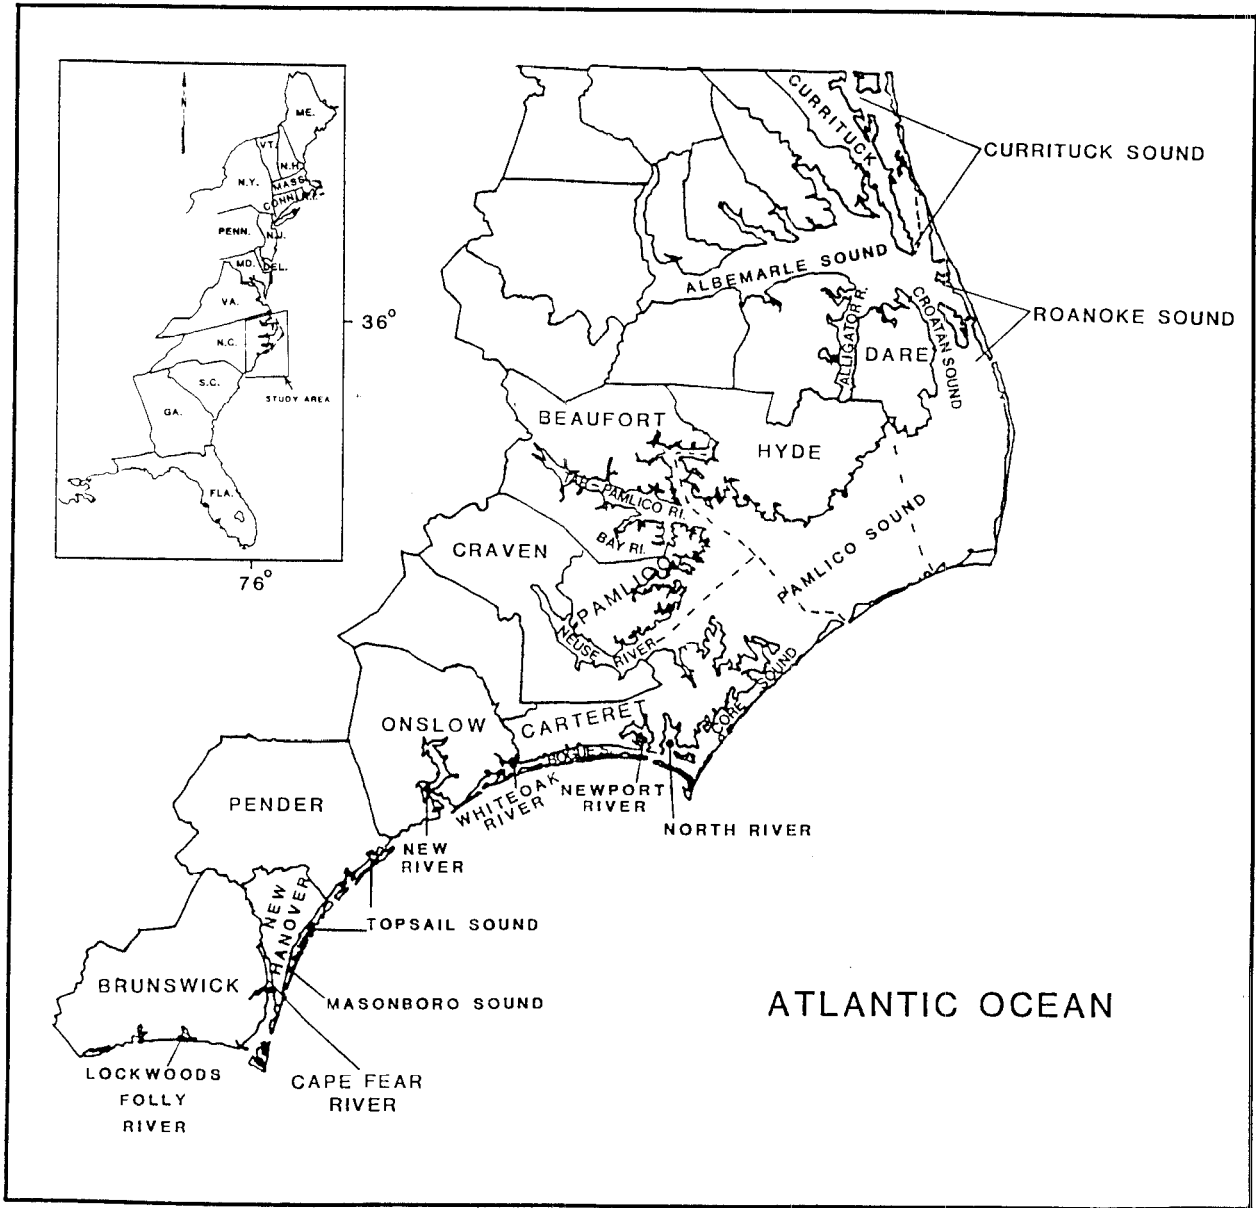 N
ME.
VT.
N.H.
N.Y.
MASS.
CONN.
R.I.
PENN.
N.J.
MD.
DEL.
VA.
N.C.
S.C.
GA.
FLA.
STUDY AREA
36°
76°
CURRITUCK
CURRITUCK SOUND
ALBEMARLE SOUND
ROANOKE SOUND
ALLIGATOR R.
CROATAN SOUND
DARE
BEAUFORT
HYDE
TAR-PAMLICO RI.
PAMLICO SOUND
BAY RI.
CRAVEN
PAMLICO
NEUSE RIVER
CORE SOUND
ONSLOW
CARTERET
BOGUE S.
WHITEOAK
RIVER
NEWPORT
RIVER
NORTH RIVER
PENDER
NEW
RIVER
NEW
HANOVER
TOPSAIL SOUND
BRUNSWICK
MASONBORO SOUND
ATLANTIC OCEAN
LOCKWOODS
FOLLY
RIVER
CAPE FEAR
RIVER